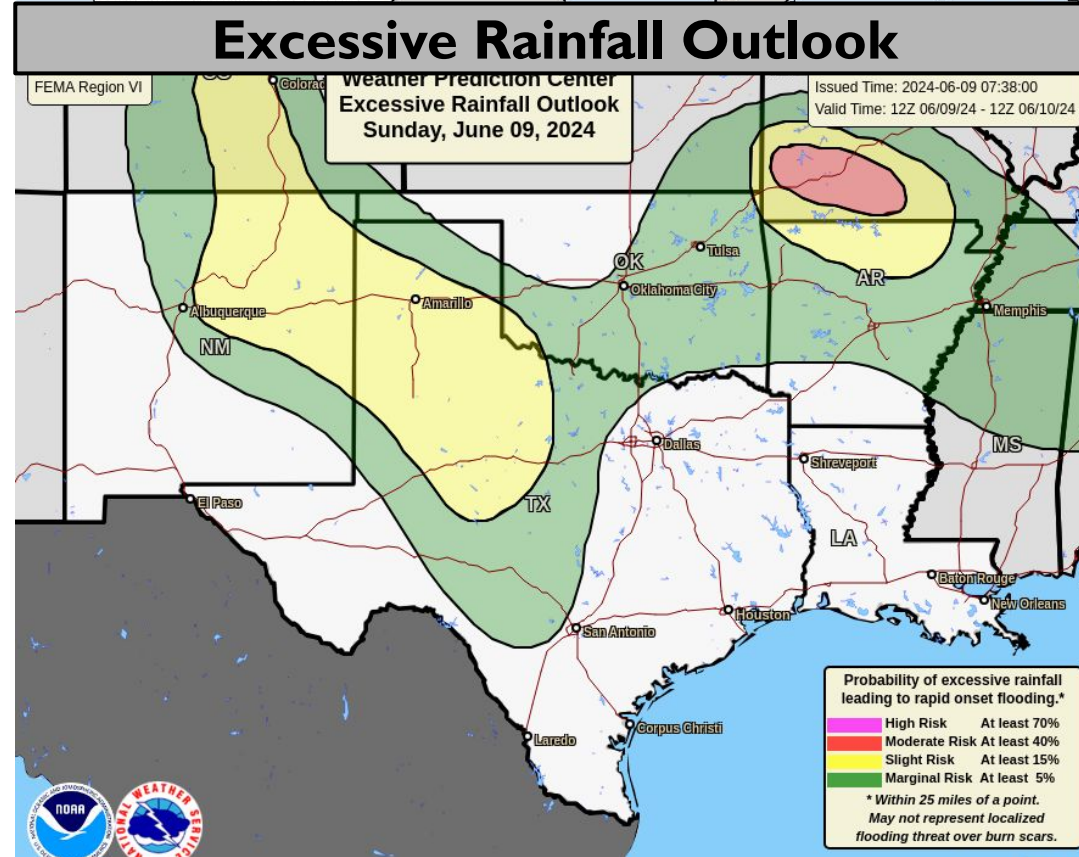 Excessive Rainfall Outlook
FEMA Region VI
Weather Prediction Center
Excessive Rainfall Outlook
Sunday, June 09, 2024
Issued Time: 2024-06-09 07:38:00
Valid Time: 12Z 06/09/24 - 12Z 06/10/24
Colorad
Tulsa
OK
Oklahoma City
AR
Amarillo
Albuquerque
Memphis
NM
Dallas
MS
Shreveport
El Paso
TX
LA
Baton Rouge
New Orleans
Houston
San Antonio
Corpus Christi
Laredo
Probability of excessive rainfall
leading to rapid onset flooding.*
High Risk At least 70%
Moderate Risk At least 40%
Slight Risk At least 15%
Marginal Risk At least 5%
* Within 25 miles of a point.
May not represent localized
flooding threat over burn scars.
NOAA
NATIONAL WEATHER SERVICE